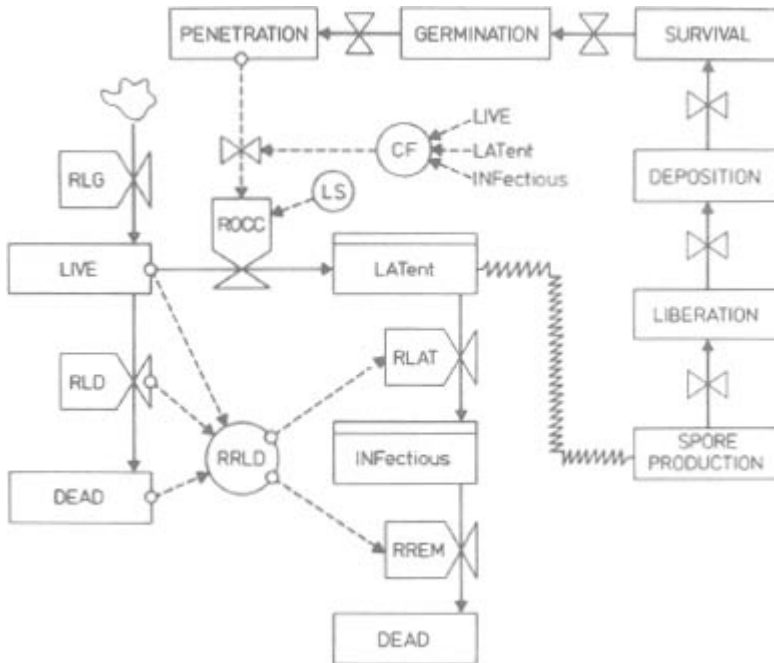 PENETRATION
GERMINATION
SURVIVAL
LIVE
CF
LATent
INFectious
RLG
LS
DEPOSITION
ROCC
LIVE
LATent
LIBERATION
RLD
RLAT
RRLD
INFectious
SPORE
PRODUCTION
DEAD
RREM
DEAD